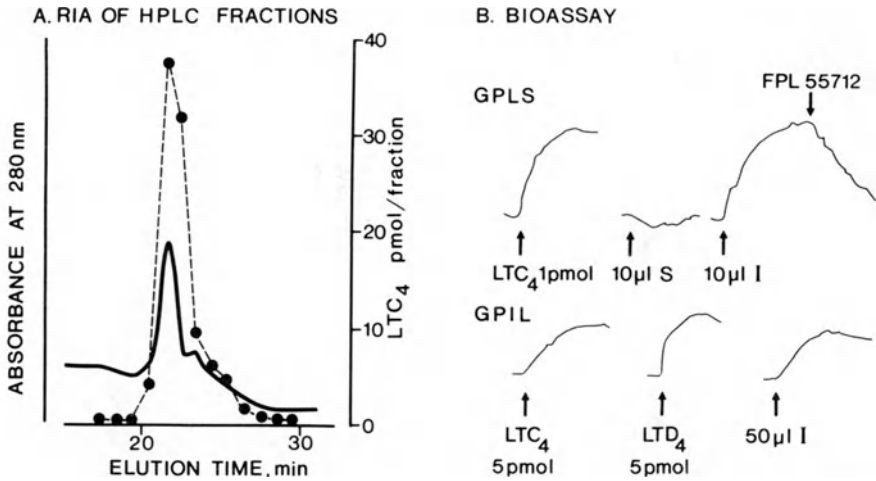 A. RIA OF HPLC FRACTIONS
ABSORBANCE AT 280 nm
40
30
20
10
0
LTC4 pmol/fraction
20
30
ELUTION TIME, min
B. BIOASSAY
GPLS
FPL 55712
LTC4 1pmol
10µl S
10µl I
GPIL
LTC4
5pmol
LTD4
5pmol
50µl I